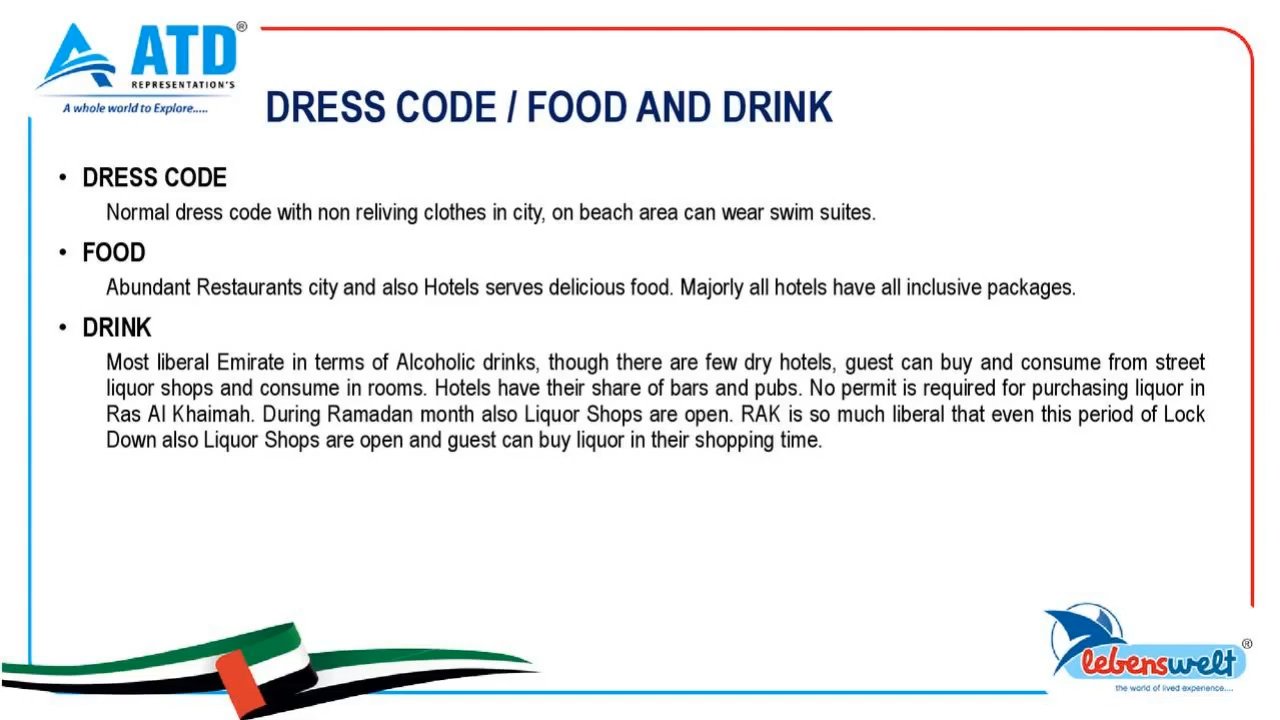 ATD®
REPRESENTATION'S
A whole world to Explore.....
DRESS CODE / FOOD AND DRINK
• DRESS CODE
Normal dress code with non reliving clothes in city, on beach area can wear swim suites.
• FOOD
Abundant Restaurants city and also Hotels serves delicious food. Majorly all hotels have all inclusive packages.
• DRINK
Most liberal Emirate in terms of Alcoholic drinks, though there are few dry hotels, guest can buy and consume from street
liquor shops and consume in rooms. Hotels have their share of bars and pubs. No permit is required for purchasing liquor in
Ras Al Khaimah. During Ramadan month also Liquor Shops are open. RAK is so much liberal that even this period of Lock
Down also Liquor Shops are open and guest can buy liquor in their shopping time.
lebenswelt®
the world of lived experience....